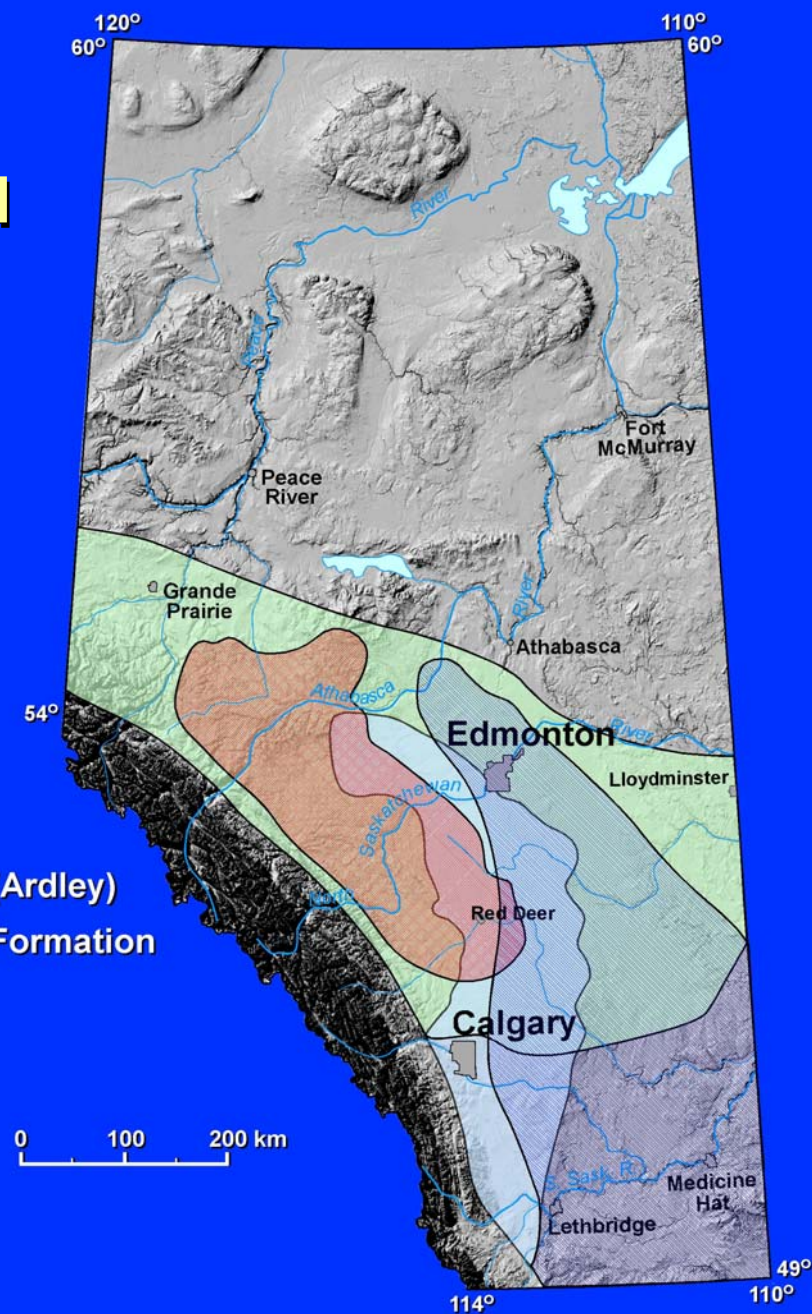 120° 110°
60° 60°
River
Peace
Fort
McMurray
Peace
River
Grande
Prairie
River
Athabasca
Athabasca
54°
Edmonton
River
Lloydminster
Saskatchewan
Ardley)
North
Red Deer
Formation
Calgary
0 100 200 km
S. Sask. R.
Medicine
Hat
Lethbridge
49°
114° 110°